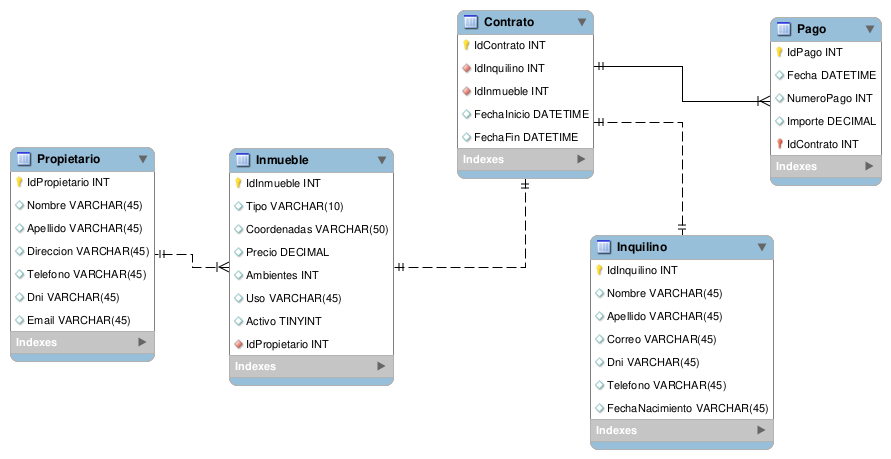 Propietario
IdPropietario INT
Nombre VARCHAR(45)
Apellido VARCHAR(45)
Direccion VARCHAR(45)
Telefono VARCHAR(45)
Dni VARCHAR(45)
Email VARCHAR(45)
Indexes
Inmueble
IdInmueble INT
Tipo VARCHAR(10)
Coordenadas VARCHAR(50)
Precio DECIMAL
Ambientes INT
Uso VARCHAR(45)
Activo TINYINT
IdPropietario INT
Indexes
Contrato
IdContrato INT
IdInquilino INT
IdInmueble INT
FechaInicio DATETIME
FechaFin DATETIME
Indexes
Pago
IdPago INT
Fecha DATETIME
NumeroPago INT
Importe DECIMAL
IdContrato INT
Indexes
Inquilino
IdInquilino INT
Nombre VARCHAR(45)
Apellido VARCHAR(45)
Correo VARCHAR(45)
Dni VARCHAR(45)
Telefono VARCHAR(45)
FechaNacimiento VARCHAR(45)
Indexes